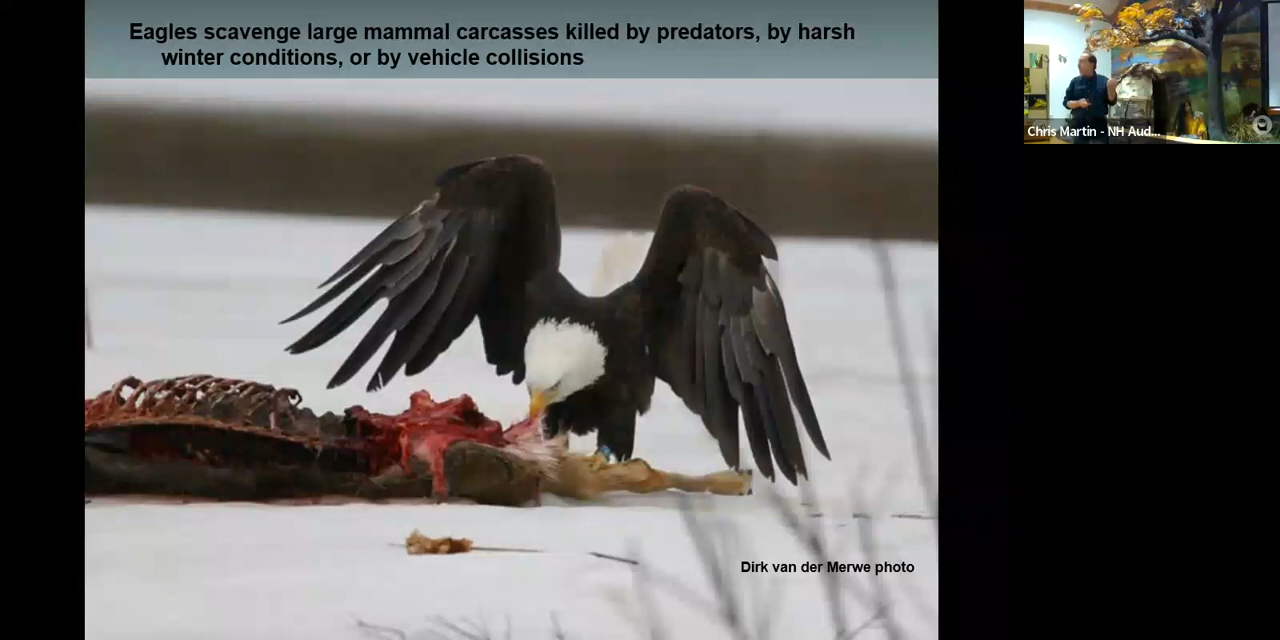 Eagles scavenge large mammal carcasses killed by predators, by harsh
winter conditions, or by vehicle collisions
Chris Martin - NH Aud...
Dirk van der Merwe photo